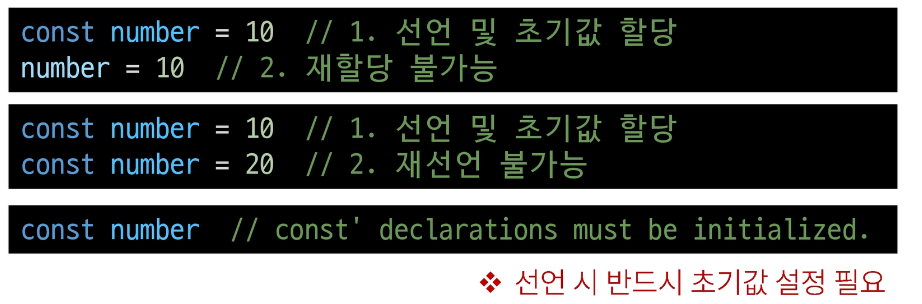 const number = 10  // 1. 선언 및 초기값 할당
number = 10  // 2. 재할당 불가능
const number = 10  // 1. 선언 및 초기값 할당
const number = 20  // 2. 재선언 불가능
const number  // const' declarations must be initialized.
❖ 선언 시 반드시 초기값 설정 필요